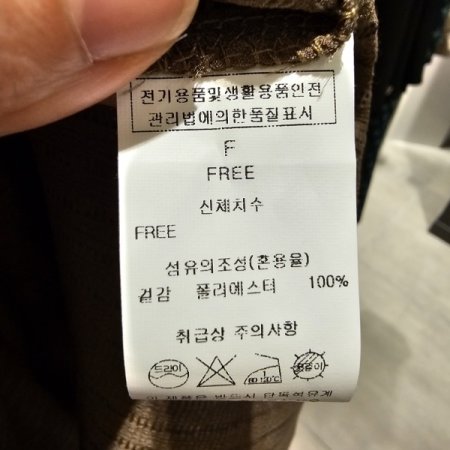 전기용품및생활용품안전
관리법에의한품질표시
F
FREE
신체치수
FREE
섬유의조성(혼용율)
겉감 폴리에스터 100%
취급상 주의사항
드라이